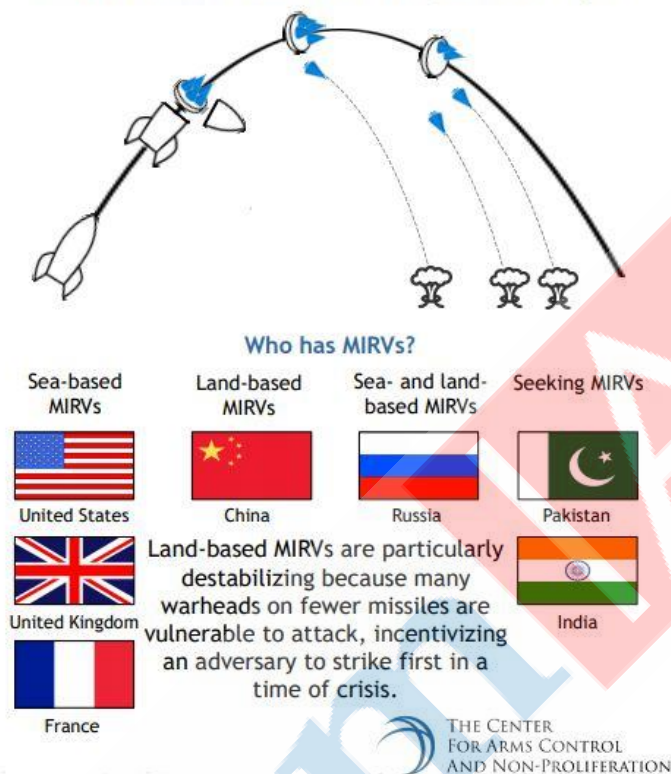 Who has MIRVs?
Sea-based
MIRVs
Land-based
MIRVs
Sea- and land-
based MIRVs
Seeking MIRVs
United States
China
Russia
Pakistan
United Kingdom
France
India
Land-based MIRVs are particularly
destabilizing because many
warheads on fewer missiles are
vulnerable to attack, incentivizing
an adversary to strike first in a
time of crisis.
THE CENTER
FOR ARMS CONTROL
AND NON-PROLIFERATION